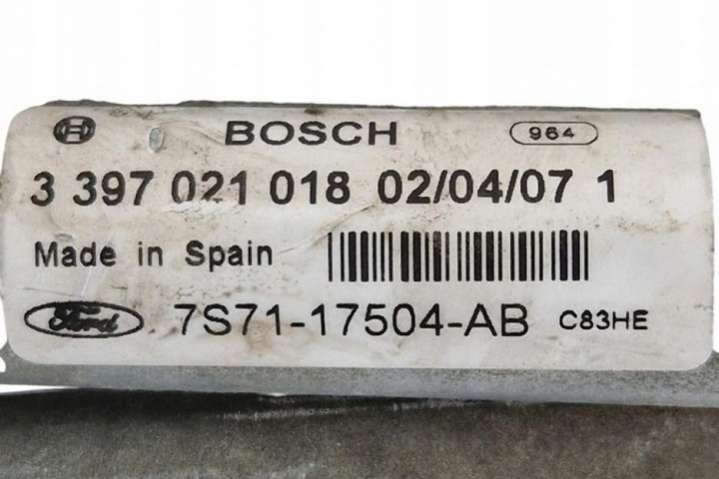 BOSCH 964
3 397 021 018 02/04/07 1
Made in Spain
Ford 7S71-17504-AB C83HE